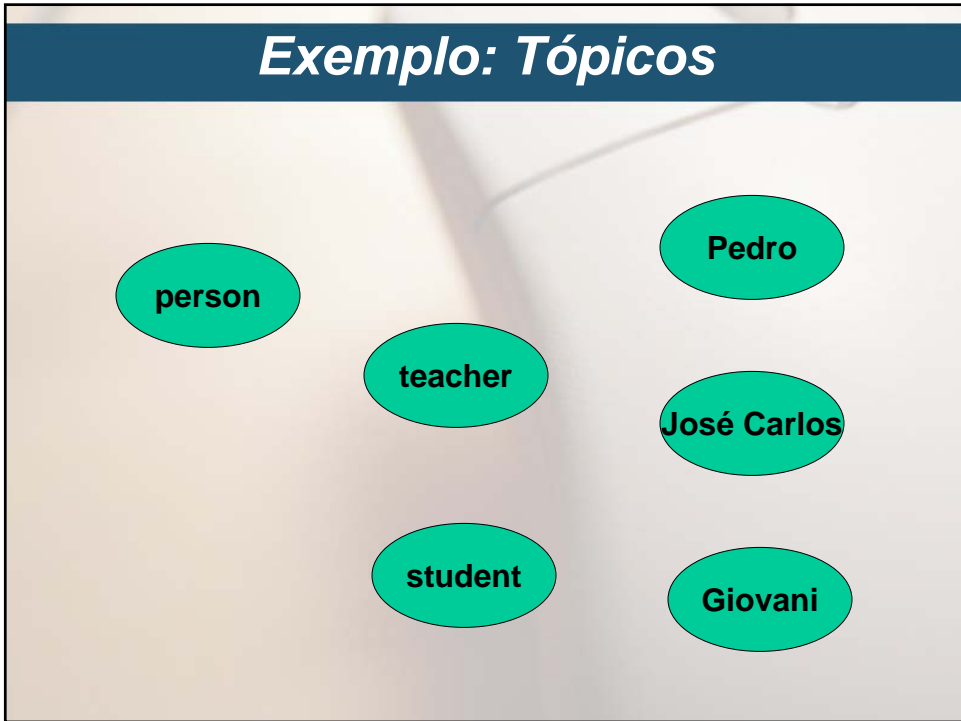 Exemplo: Tópicos
Pedro
person
teacher
José Carlos
student
Giovani